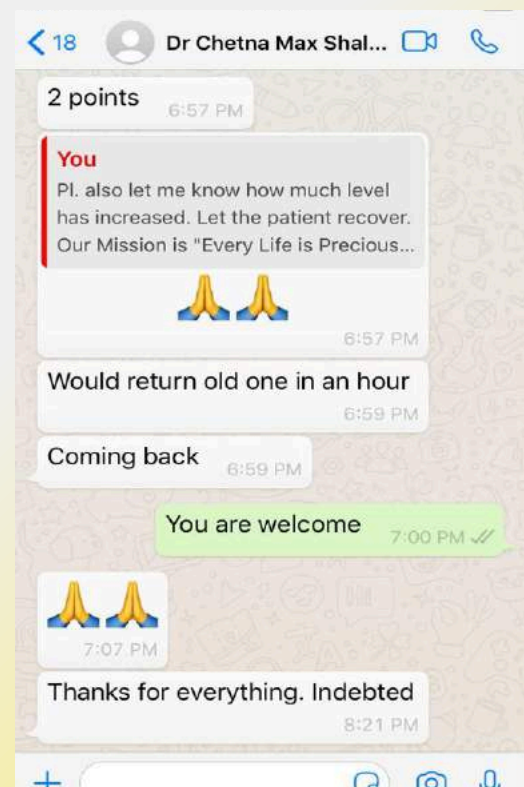 18 Dr Chetna Max Shal...
2 points 6:57 PM
You
Pl. also let me know how much level
has increased. Let the patient recover.
Our Mission is "Every Life is Precious...
🙏🙏
6:57 PM
Would return old one in an hour
6:59 PM
Coming back 6:59 PM
You are welcome 7:00 PM
🙏🙏
7:07 PM
Thanks for everything. Indebted
8:21 PM